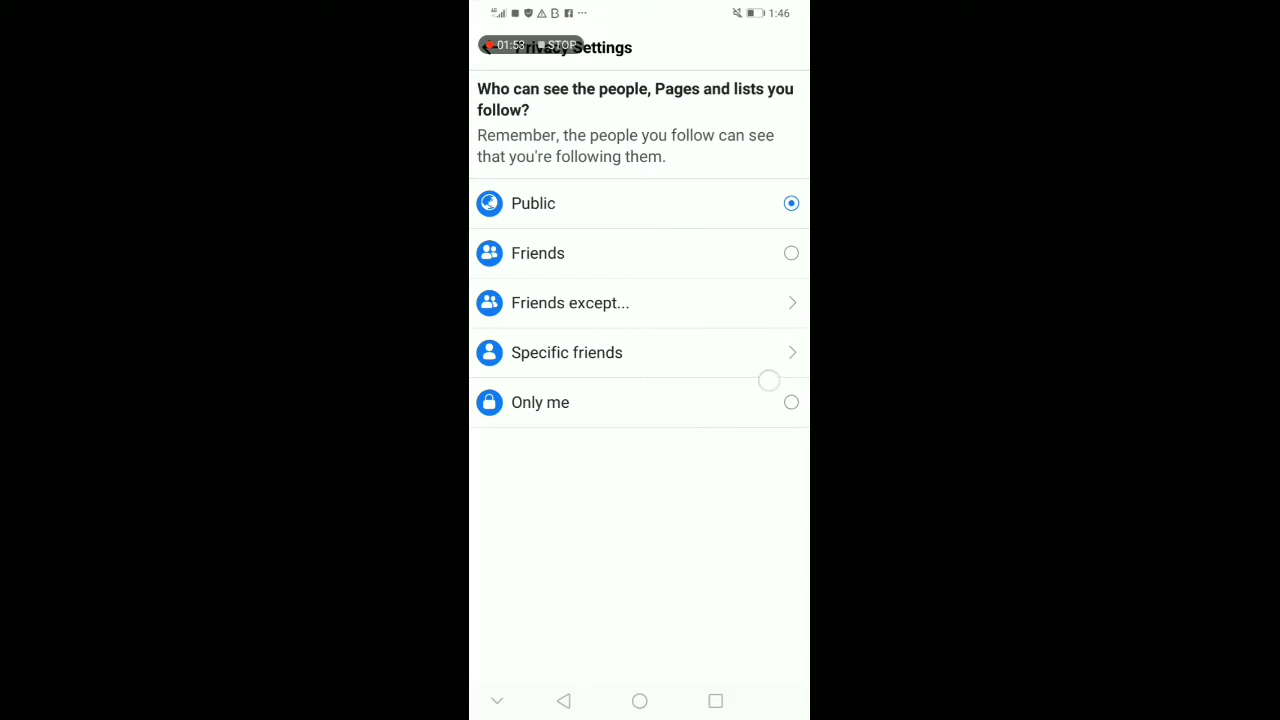 1:46
01:53 STOP
Privacy Settings
Who can see the people, Pages and lists you
follow?
Remember, the people you follow can see
that you're following them.
Public
Friends
Friends except...
Specific friends
Only me